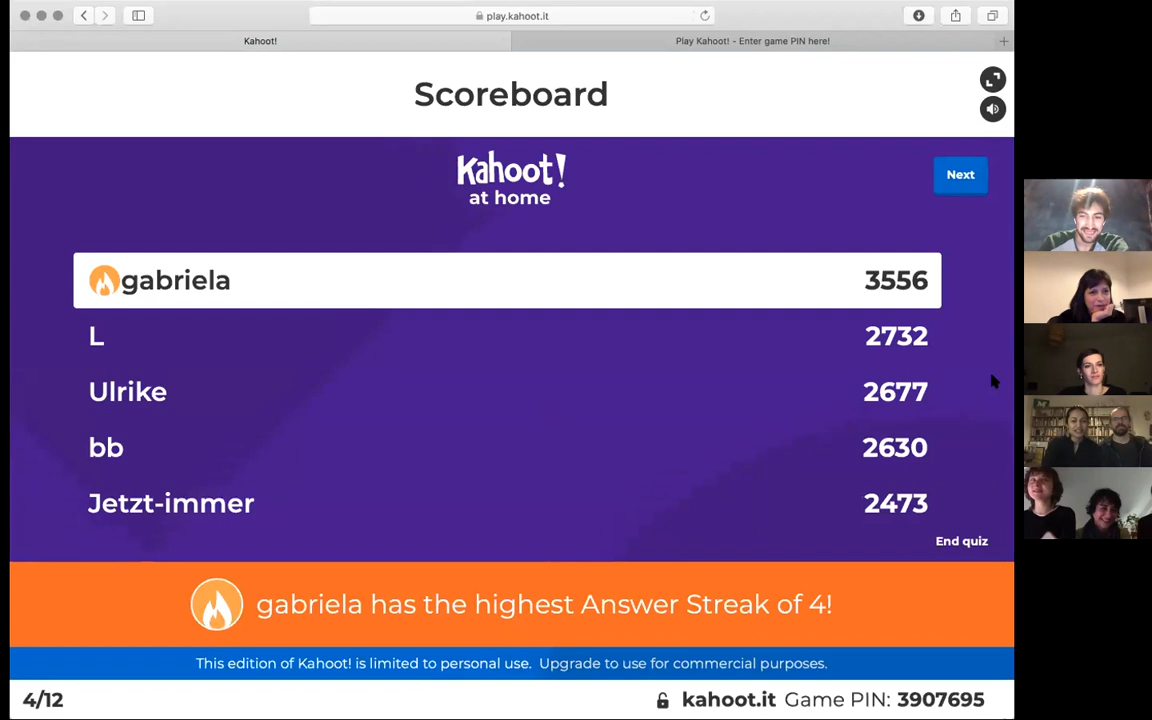 play.kahoot.it
Kahoot!
Play Kahoot! - Enter game PIN here!
Scoreboard
Kahoot!
at home
Next
gabriela 3556
L 2732
Ulrike 2677
bb 2630
Jetzt-immer 2473
End quiz
gabriela has the highest Answer Streak of 4!
This edition of Kahoot! is limited to personal use. Upgrade to use for commercial purposes.
4/12
kahoot.it Game PIN: 3907695